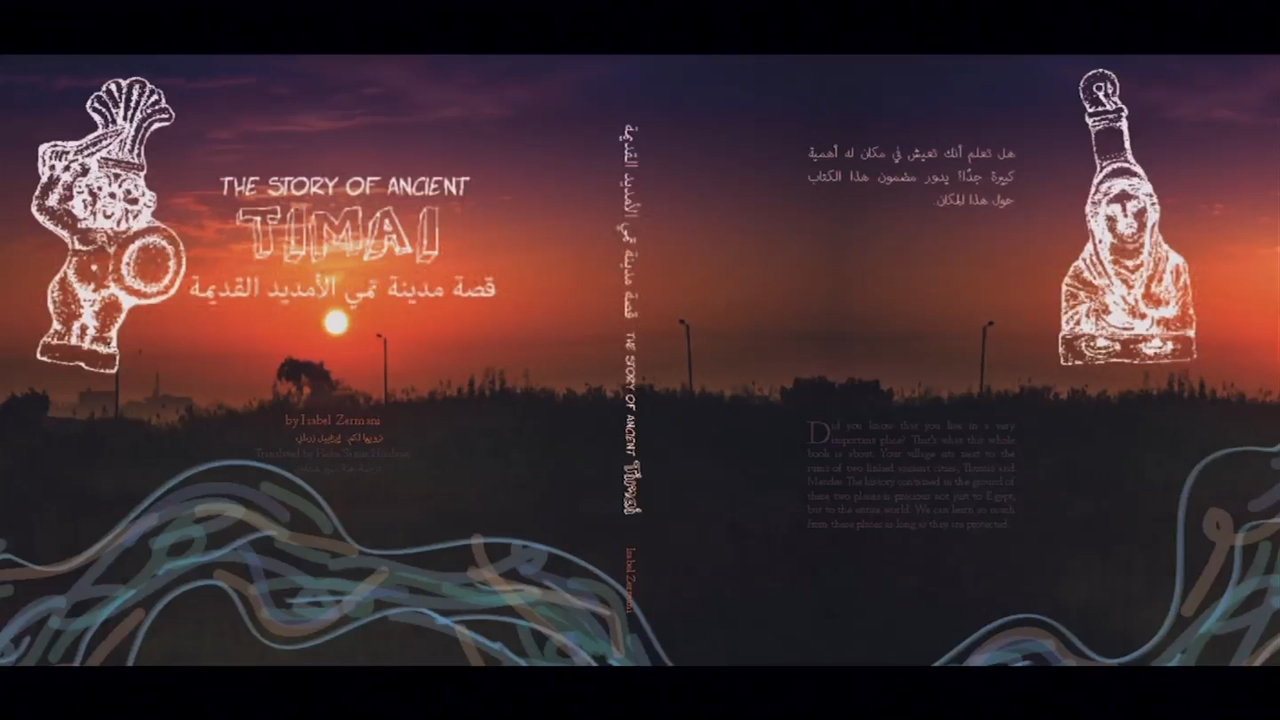 THE STORY OF ANCIENT
TIMAI
قصة مدينة تمي الأمديد القديمة
by Isabel Zermani
Translated by
قصة مدينة تمي الأمديد القديمة THE STORY OF ANCIENT TIMAI Isabel Zermani
هل تعلم أنك تعيش في مكان له أهمية
كبيرة جدًا؟ يدور مضمون هذا الكتاب
حول هذا المكان.
Did you know that you live in a very
important place? That's what this whole
book is about. Your village sits next to the
ruins of two linked ancient cities, Thmuis and
Mendes. The history contained in the ground of
these two places is precious not just to Egypt,
but to the entire world. We can learn so much
from these places as long as they are protected.